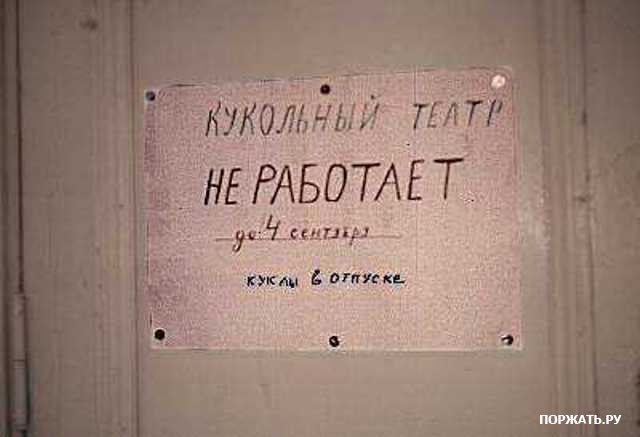 КУКОЛЬНЫЙ ТЕАТР
НЕ РАБОТАЕТ
до 4 сентября
КУКЛЫ В ОТПУСКЕ
ПОРЖАТЬ.РУ